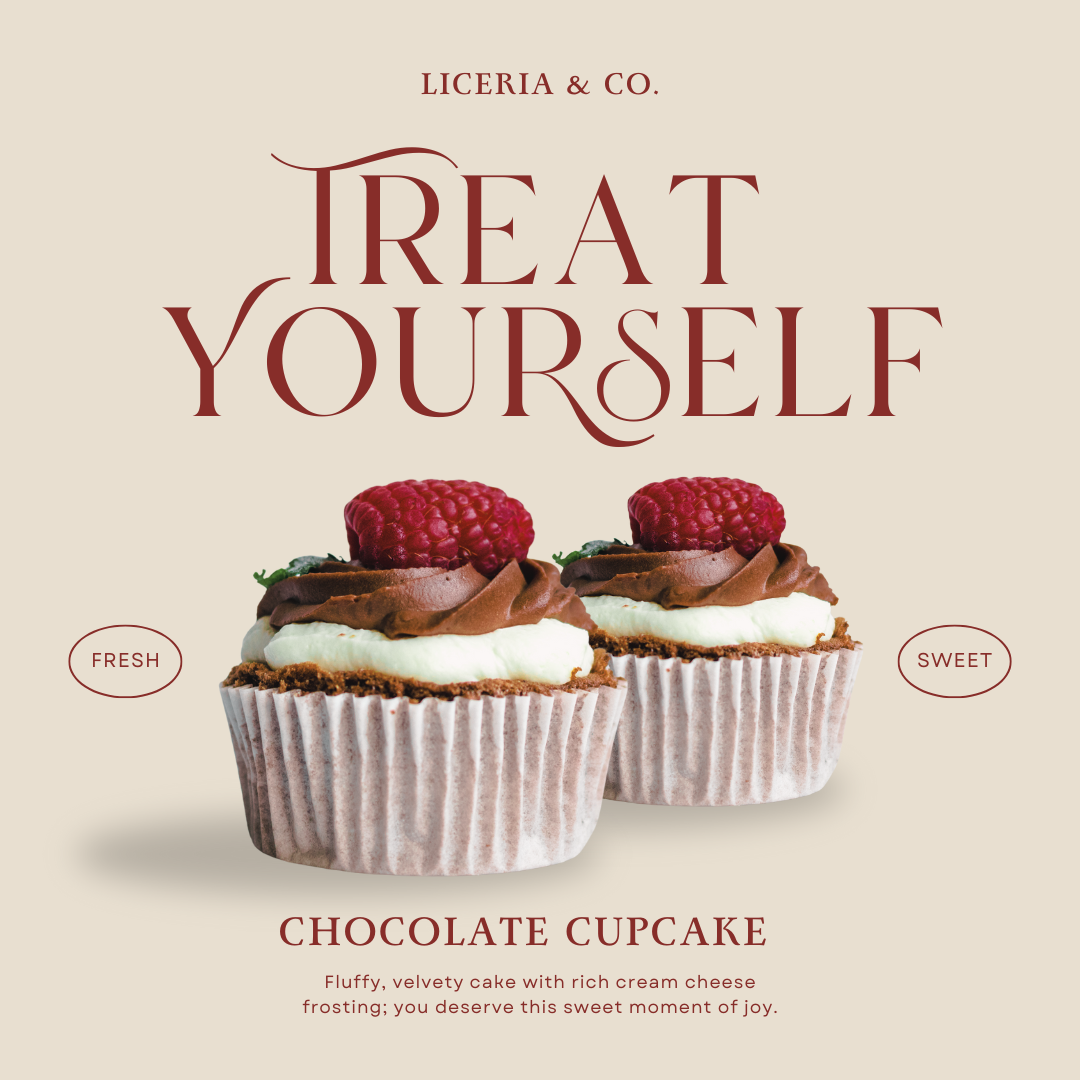 LICERIA & CO.
TREAT
YOURSELF
FRESH
SWEET
CHOCOLATE CUPCAKE
Fluffy, velvety cake with rich cream cheese
frosting; you deserve this sweet moment of joy.